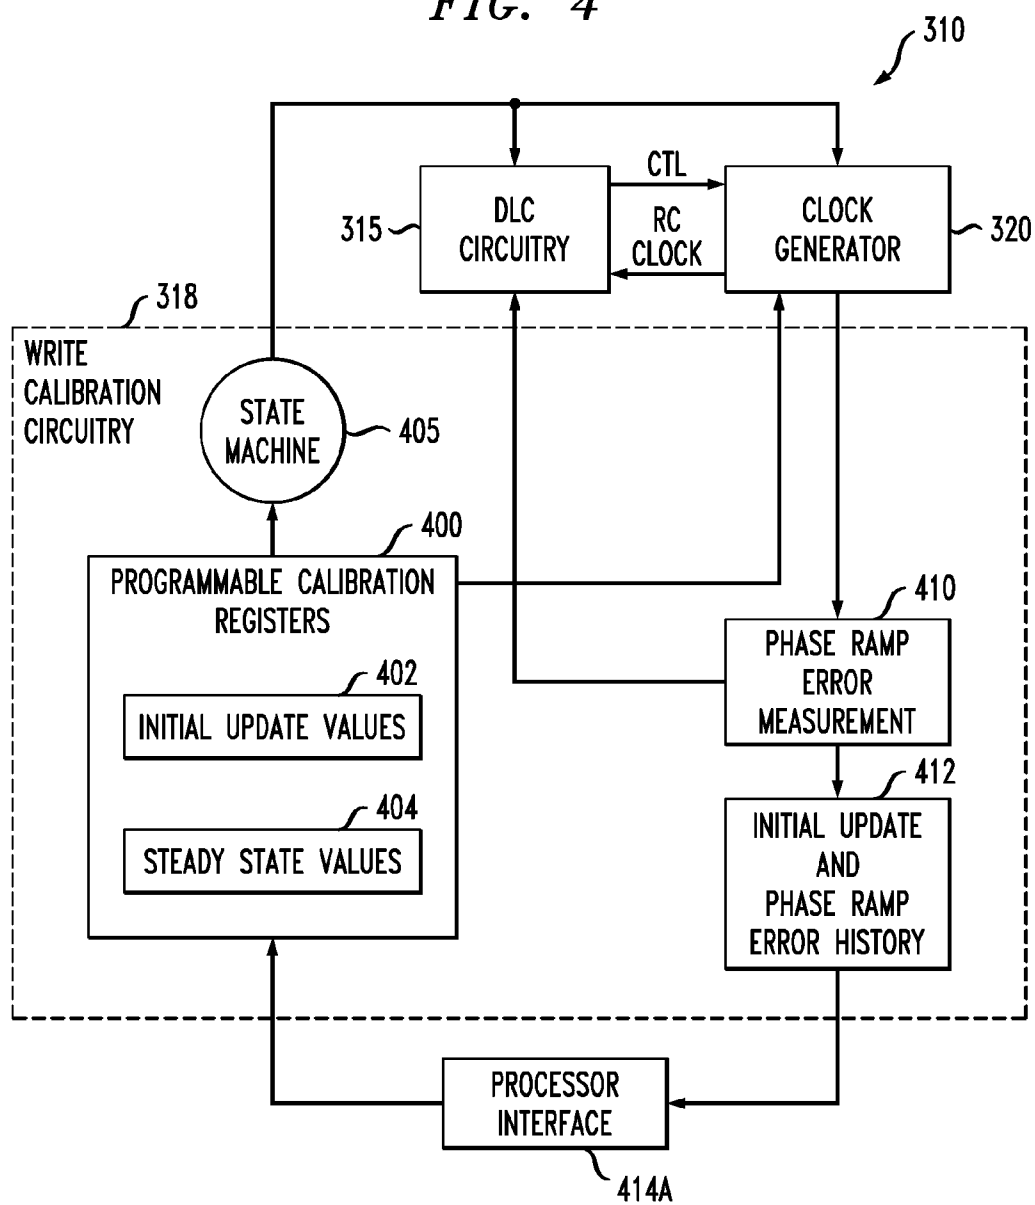 FIG. 4
310
CTL
DLC
CIRCUITRY
315
RC
CLOCK
CLOCK
GENERATOR
320
318
WRITE
CALIBRATION
CIRCUITRY
STATE
MACHINE
405
400
PROGRAMMABLE CALIBRATION
REGISTERS
410
PHASE RAMP
ERROR
MEASUREMENT
402
INITIAL UPDATE VALUES
412
INITIAL UPDATE
AND
PHASE RAMP
ERROR HISTORY
404
STEADY STATE VALUES
PROCESSOR
INTERFACE
414A